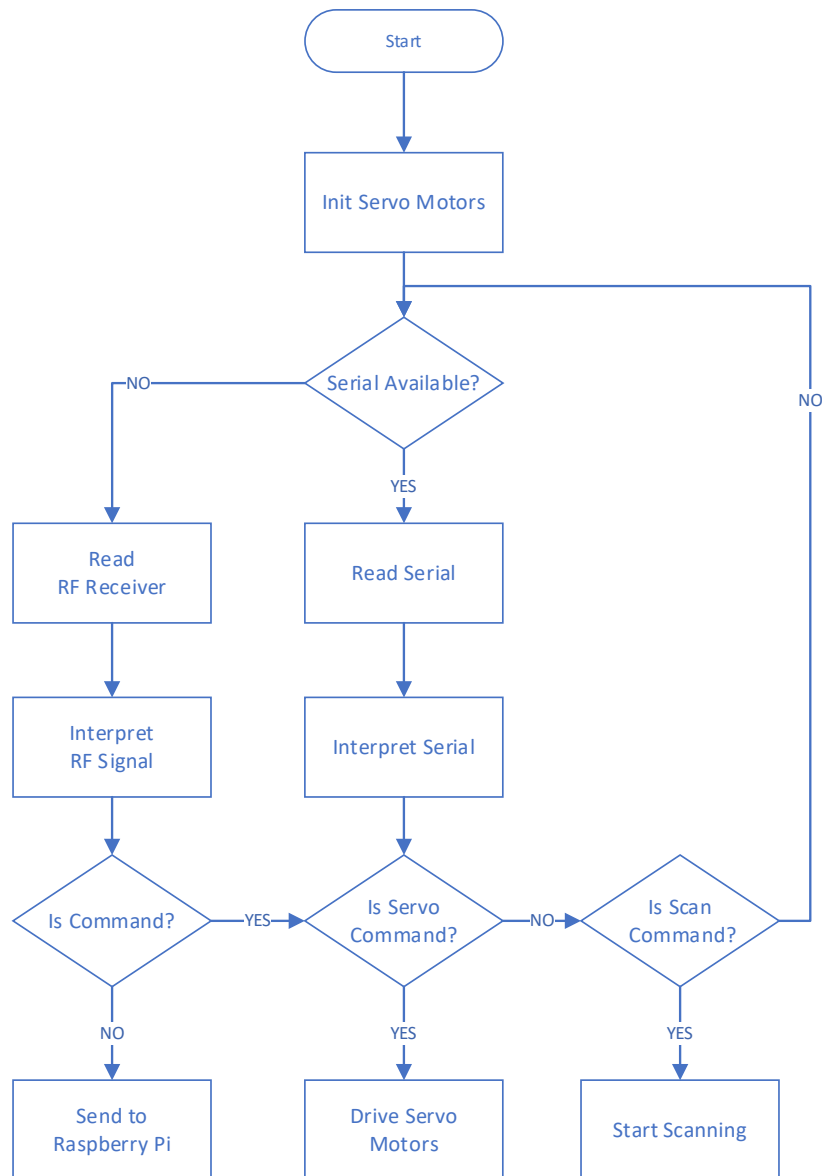 Start
Init Servo Motors
Serial Available?
NO
NO
YES
Read
RF Receiver
Read Serial
Interpret
RF Signal
Interpret Serial
Is Command?
YES
Is Servo
Command?
NO
Is Scan
Command?
NO
YES
YES
Send to
Raspberry Pi
Drive Servo
Motors
Start Scanning